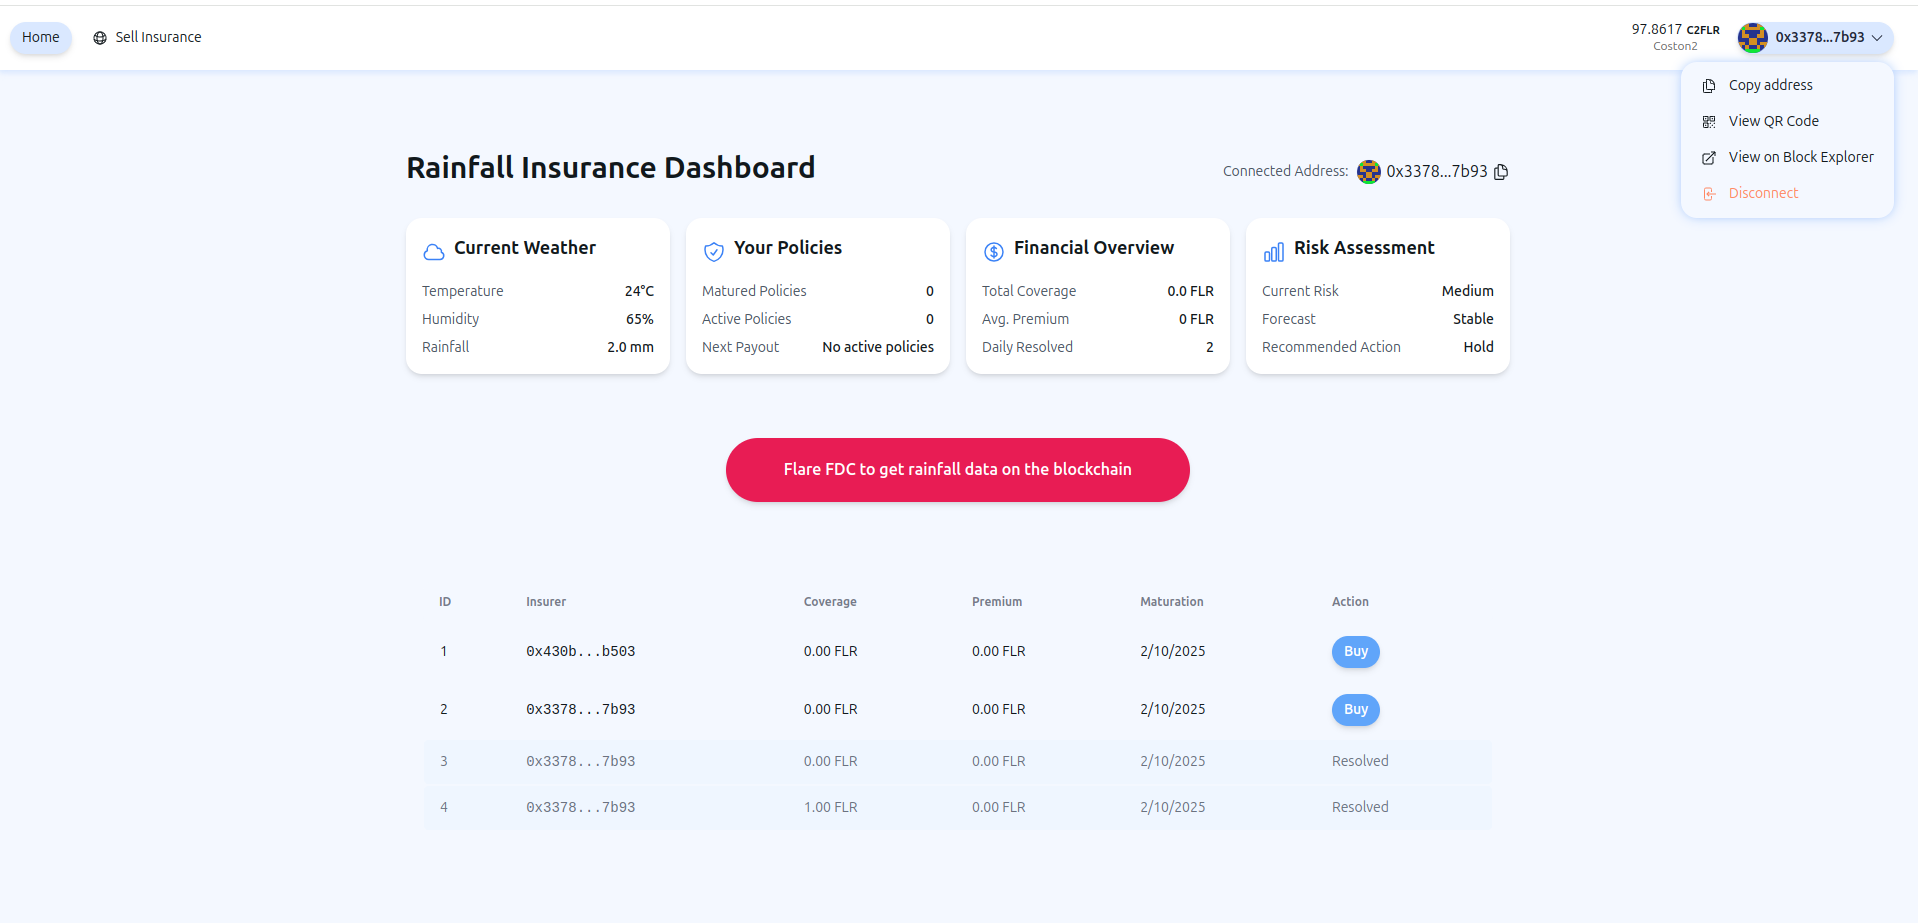 Home Sell Insurance 97.8617 C2FLR 0x3378...7b93
Coston2
Copy address
View QR Code
View on Block Explorer
Disconnect
Rainfall Insurance Dashboard Connected Address: 0x3378...7b93
Current Weather
Temperature 24°C
Humidity 65%
Rainfall 2.0 mm
Your Policies
Matured Policies 0
Active Policies 0
Next Payout No active policies
Financial Overview
Total Coverage 0.0 FLR
Avg. Premium 0 FLR
Daily Resolved 2
Risk Assessment
Current Risk Medium
Forecast Stable
Recommended Action Hold
Flare FDC to get rainfall data on the blockchain
ID Insurer Coverage Premium Maturation Action
1 0x430b...b503 0.00 FLR 0.00 FLR 2/10/2025 Buy
2 0x3378...7b93 0.00 FLR 0.00 FLR 2/10/2025 Buy
3 0x3378...7b93 0.00 FLR 0.00 FLR 2/10/2025 Resolved
4 0x3378...7b93 1.00 FLR 0.00 FLR 2/10/2025 Resolved